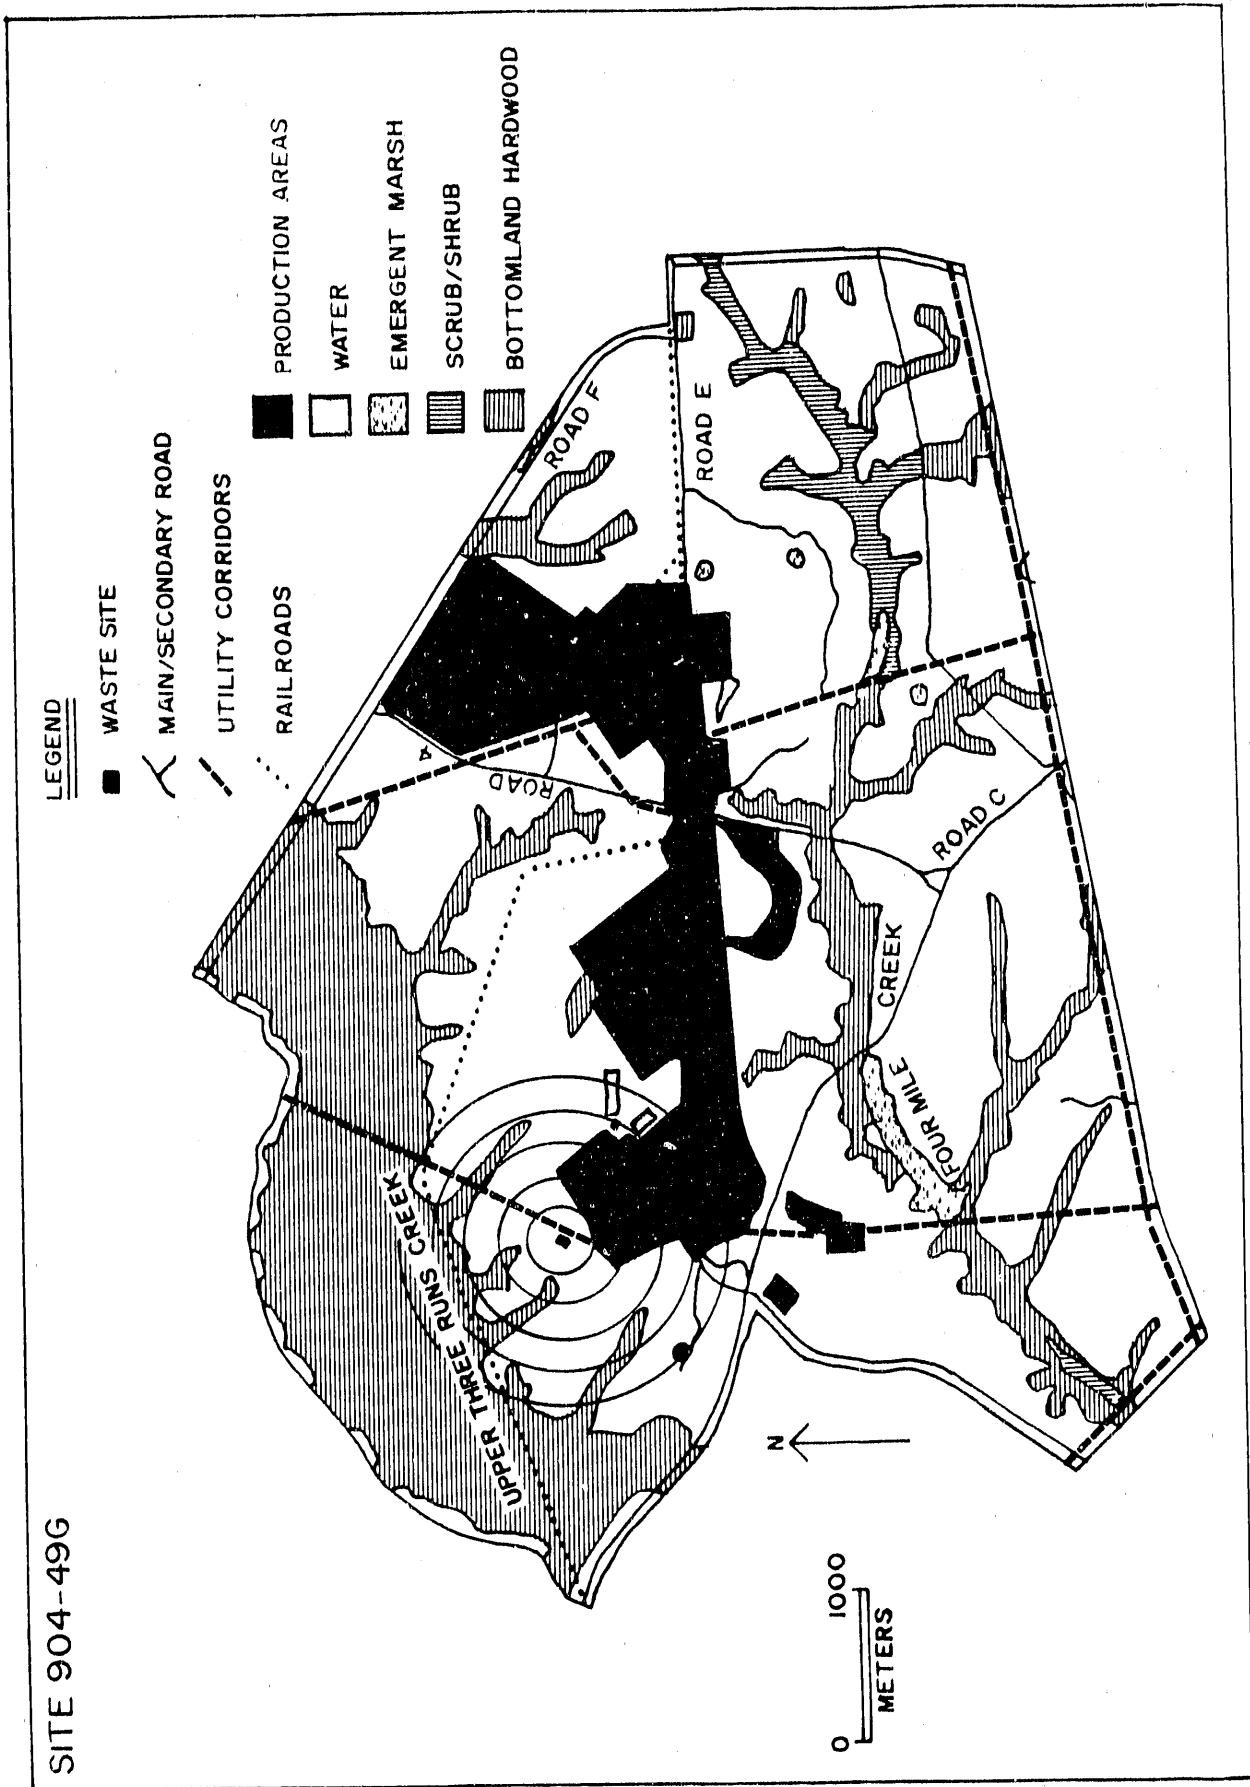 SITE 904-49G
LEGEND
WASTE SITE
MAIN/SECONDARY ROAD
UTILITY CORRIDORS
RAILROADS
PRODUCTION AREAS
WATER
EMERGENT MARSH
SCRUB/SHRUB
BOTTOMLAND HARDWOOD
UPPER THREE RUNS CREEK
ROAD
ROAD F
ROAD E
ROAD C
FOUR MILE
CREEK
N
0 1000
METERS